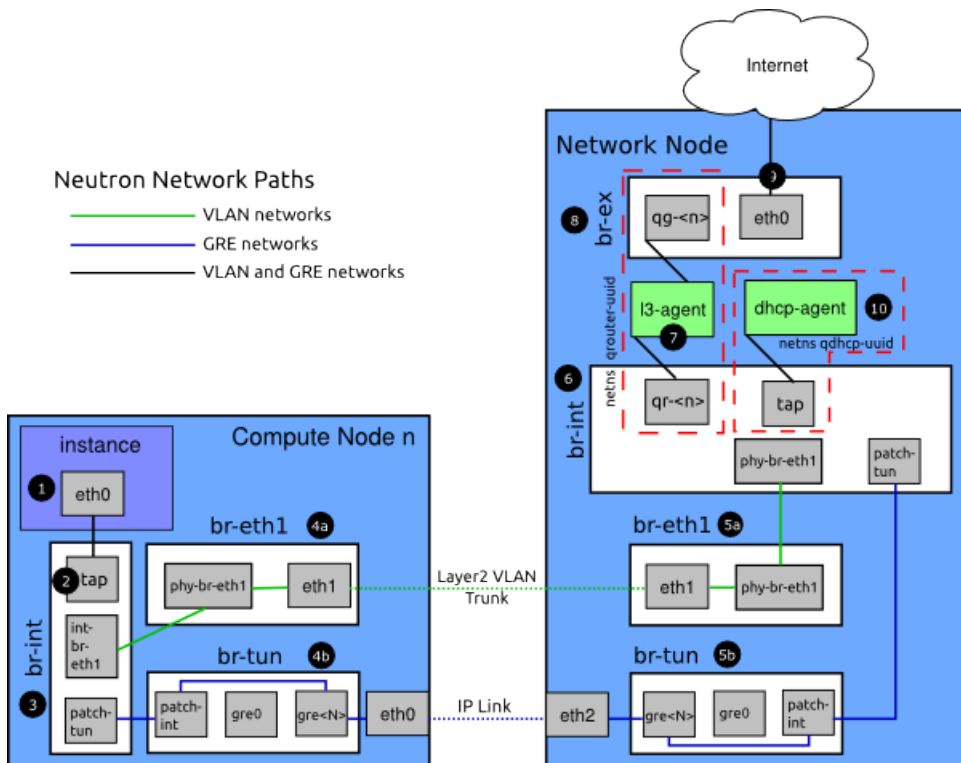 Internet
Network Node
Neutron Network Paths
VLAN networks
GRE networks
VLAN and GRE networks
9
8
br-ex
qg-<n>
eth0
l3-agent
7
dhcp-agent
10
netns qdhcp-uuid
netns qrouter-uuid
6
br-int
qr-<n>
tap
phy-br-eth1
patch-
tun
Compute Node n
instance
1
eth0
br-eth1
4a
2
tap
phy-br-eth1
eth1
Layer2 VLAN
Trunk
br-eth1
5a
eth1
phy-br-eth1
br-int
int-
br-
eth1
br-tun
4b
3
patch-
tun
patch-
int
gre0
gre<N>
eth0
IP Link
eth2
br-tun
5b
gre<N>
gre0
patch-
int